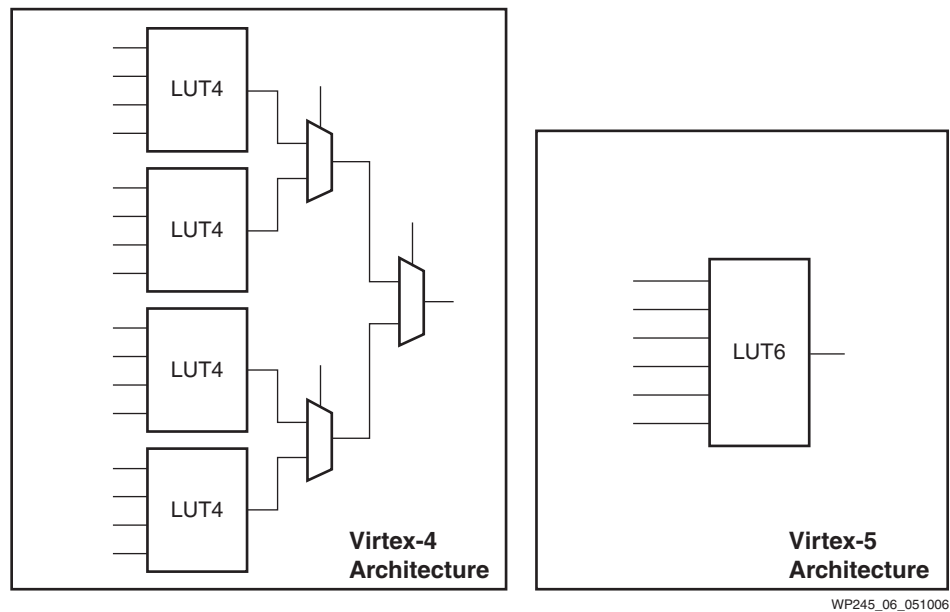 LUT4
LUT4
LUT4
LUT4
Virtex-4
Architecture
LUT6
Virtex-5
Architecture
WP245_06_051006